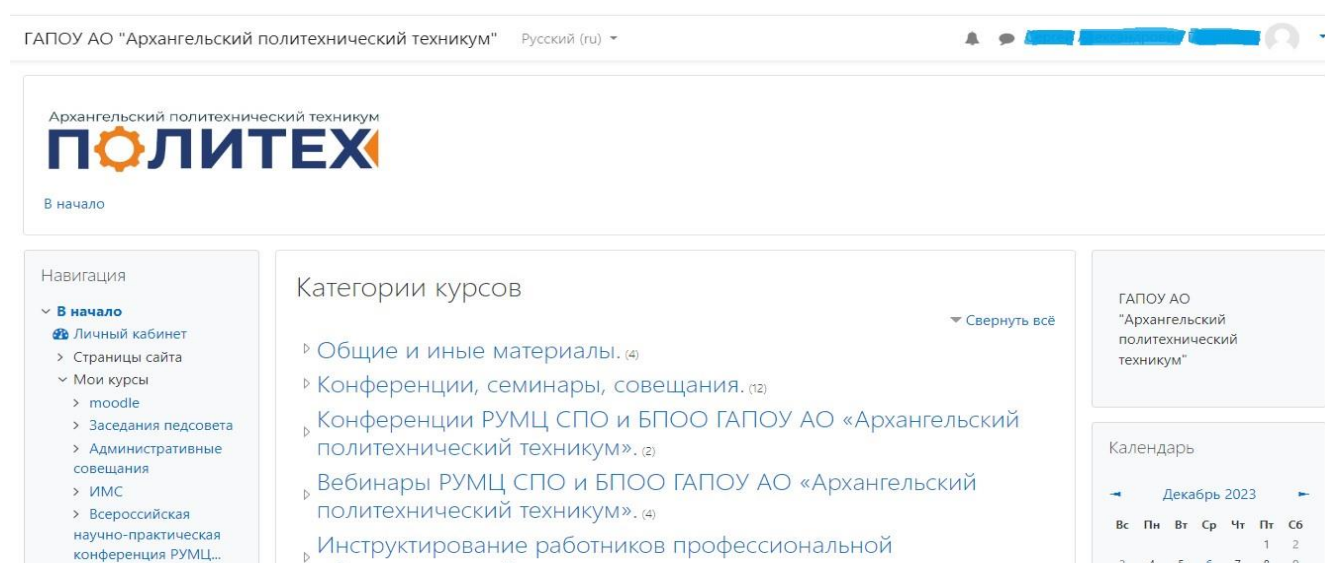 ГАПОУ АО "Архангельский политехнический техникум" Русский (ru)
Архангельский политехнический техникум
ПОЛИТЕХ
В начало
Навигация
В начало
Личный кабинет
Страницы сайта
Мои курсы
moodle
Заседания педсовета
Административные
совещания
ИМС
Всероссийская
научно-практическая
конференция РУМЦ...
Категории курсов
Свернуть всё
Общие и иные материалы. (4)
Конференции, семинары, совещания. (12)
Конференции РУМЦ СПО и БПОО ГАПОУ АО «Архангельский
политехнический техникум». (2)
Вебинары РУМЦ СПО и БПОО ГАПОУ АО «Архангельский
политехнический техникум». (4)
Инструктирование работников профессиональной
ГАПОУ АО
"Архангельский
политехнический
техникум"
Календарь
Декабрь 2023
Вс Пн Вт Ср Чт Пт Сб
1 2